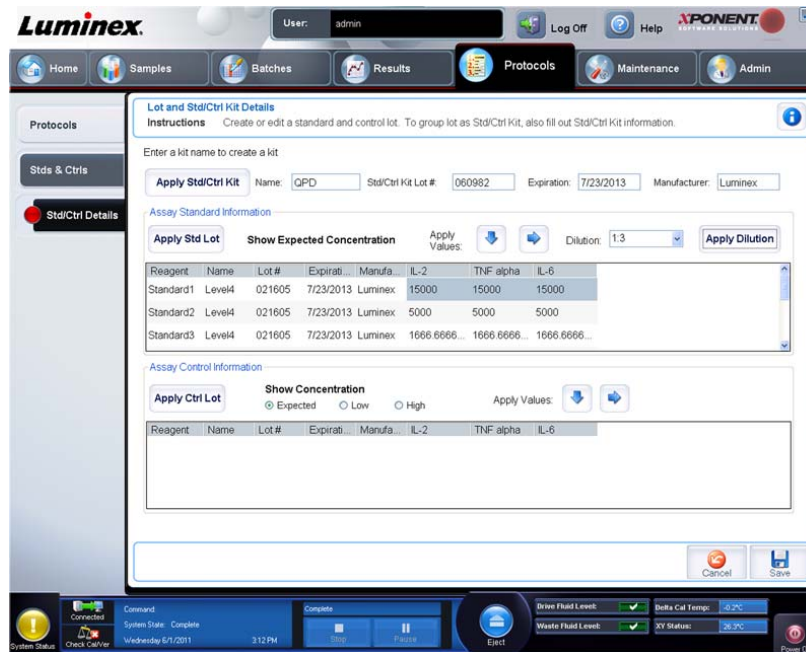 Luminex.
User: admin
Log Off
Help
XPONENT.
SOFTWARE SOLUTIONS
Home
Samples
Batches
Results
Protocols
Maintenance
Admin
Protocols
Stds & Ctrls
Std/Ctrl Details
Lot and Std/Ctrl Kit Details
Instructions Create or edit a standard and control lot. To group lot as Std/Ctrl Kit, also fill out Std/Ctrl Kit information.
Enter a kit name to create a kit
Apply Std/Ctrl Kit Name: QPD Std/Ctrl Kit Lot #: 060982 Expiration: 7/23/2013 Manufacturer: Luminex
Assay Standard Information
Apply Std Lot Show Expected Concentration Apply Values: Dilution: 1:3 Apply Dilution
Reagent Name Lot # Expirati... Manufa... IL-2 TNF alpha IL-6
Standard1 Level4 021605 7/23/2013 Luminex 15000 15000 15000
Standard2 Level4 021605 7/23/2013 Luminex 5000 5000 5000
Standard3 Level4 021605 7/23/2013 Luminex 1666.6666... 1666.6666... 1666.6666...
Assay Control Information
Apply Ctrl Lot Show Concentration
Expected Low High Apply Values:
Reagent Name Lot # Expirati... Manufa... IL-2 TNF alpha IL-6
Cancel Save
System Status
Connected
Check Cal/Ver
Command:
System State: Complete
Wednesday 6/1/2011 3:12 PM
Complete
Stop Pause
Eject
Drive Fluid Level: Delta Cal Temp: -0.2°C
Waste Fluid Level: XY Status: 26.3°C